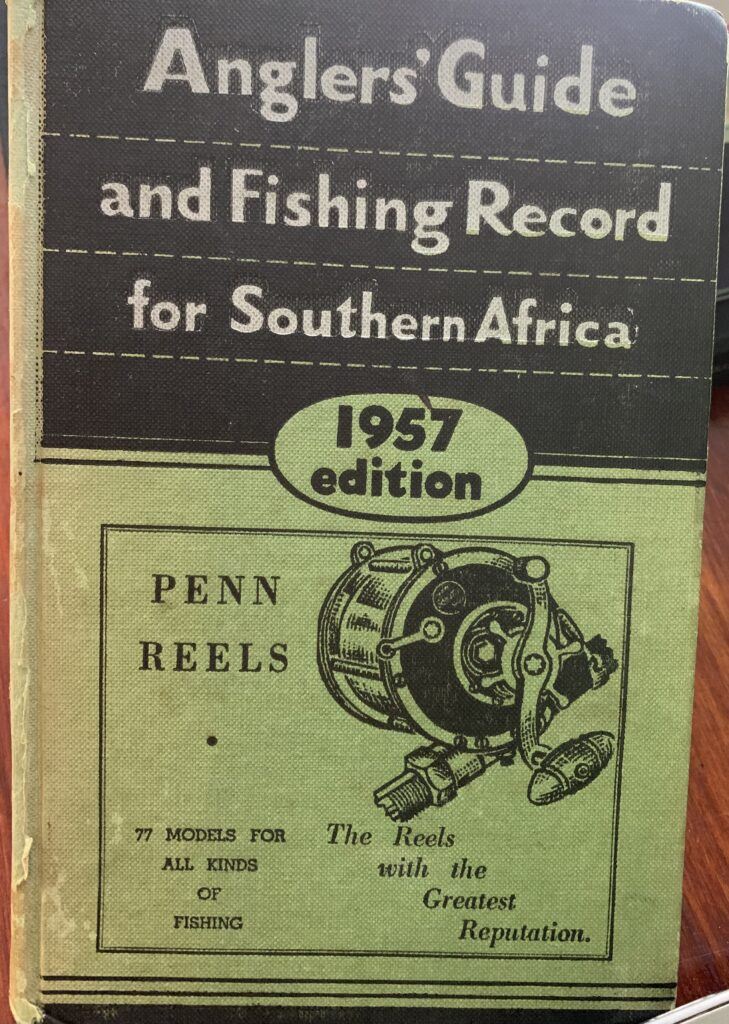 Anglers' Guide
and Fishing Record
for Southern Africa
1957
edition
PENN
REELS
77 MODELS FOR
ALL KINDS
OF
FISHING
The Reels
with the
Greatest
Reputation.